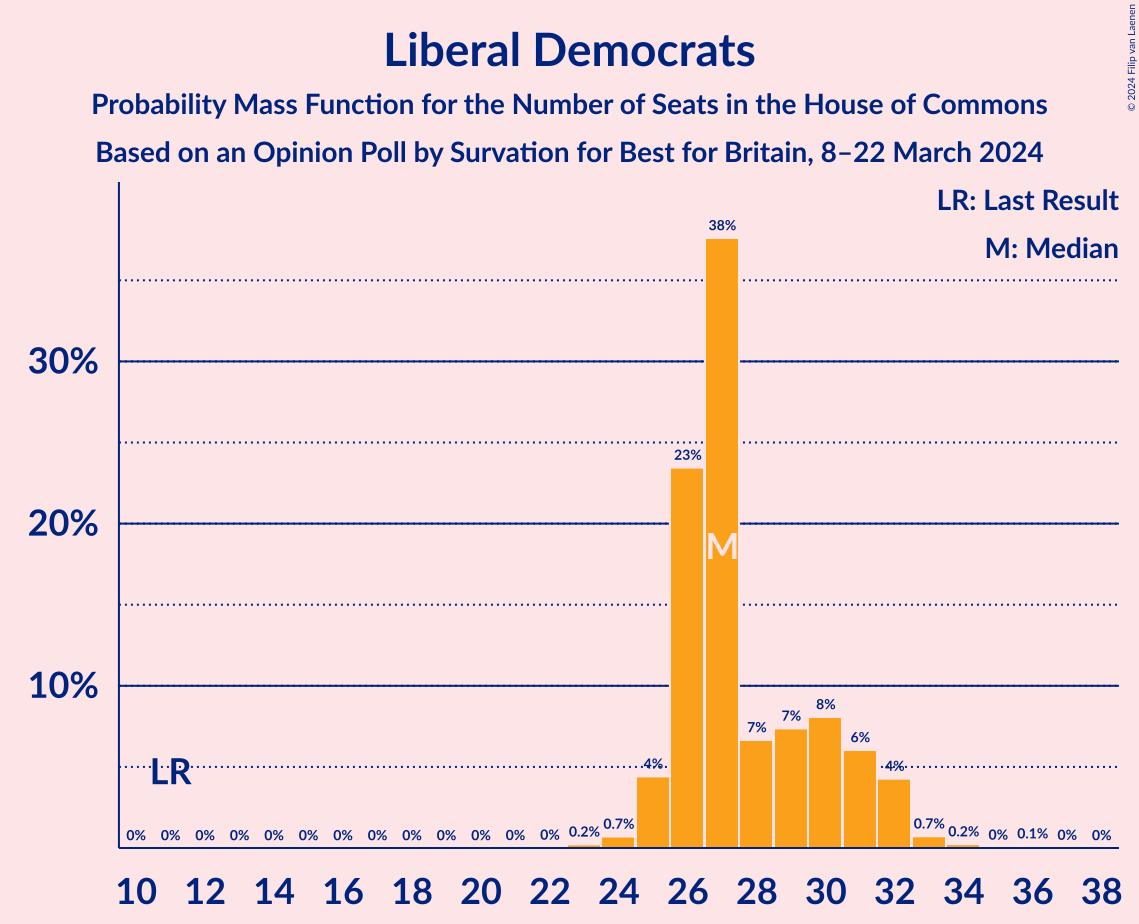 Liberal Democrats
Probability Mass Function for the Number of Seats in the House of Commons
Based on an Opinion Poll by Survation for Best for Britain, 8–22 March 2024
© 2024 Filip van Laenen
LR: Last Result
M: Median
38%
30%
23%
20%
M
10%
8%
7%
7%
6%
LR
4%
4%
0% 0% 0% 0% 0% 0% 0% 0% 0% 0% 0% 0% 0% 0.2% 0.7% 0.7% 0.2% 0% 0.1% 0% 0%
10 12 14 16 18 20 22 24 26 28 30 32 34 36 38